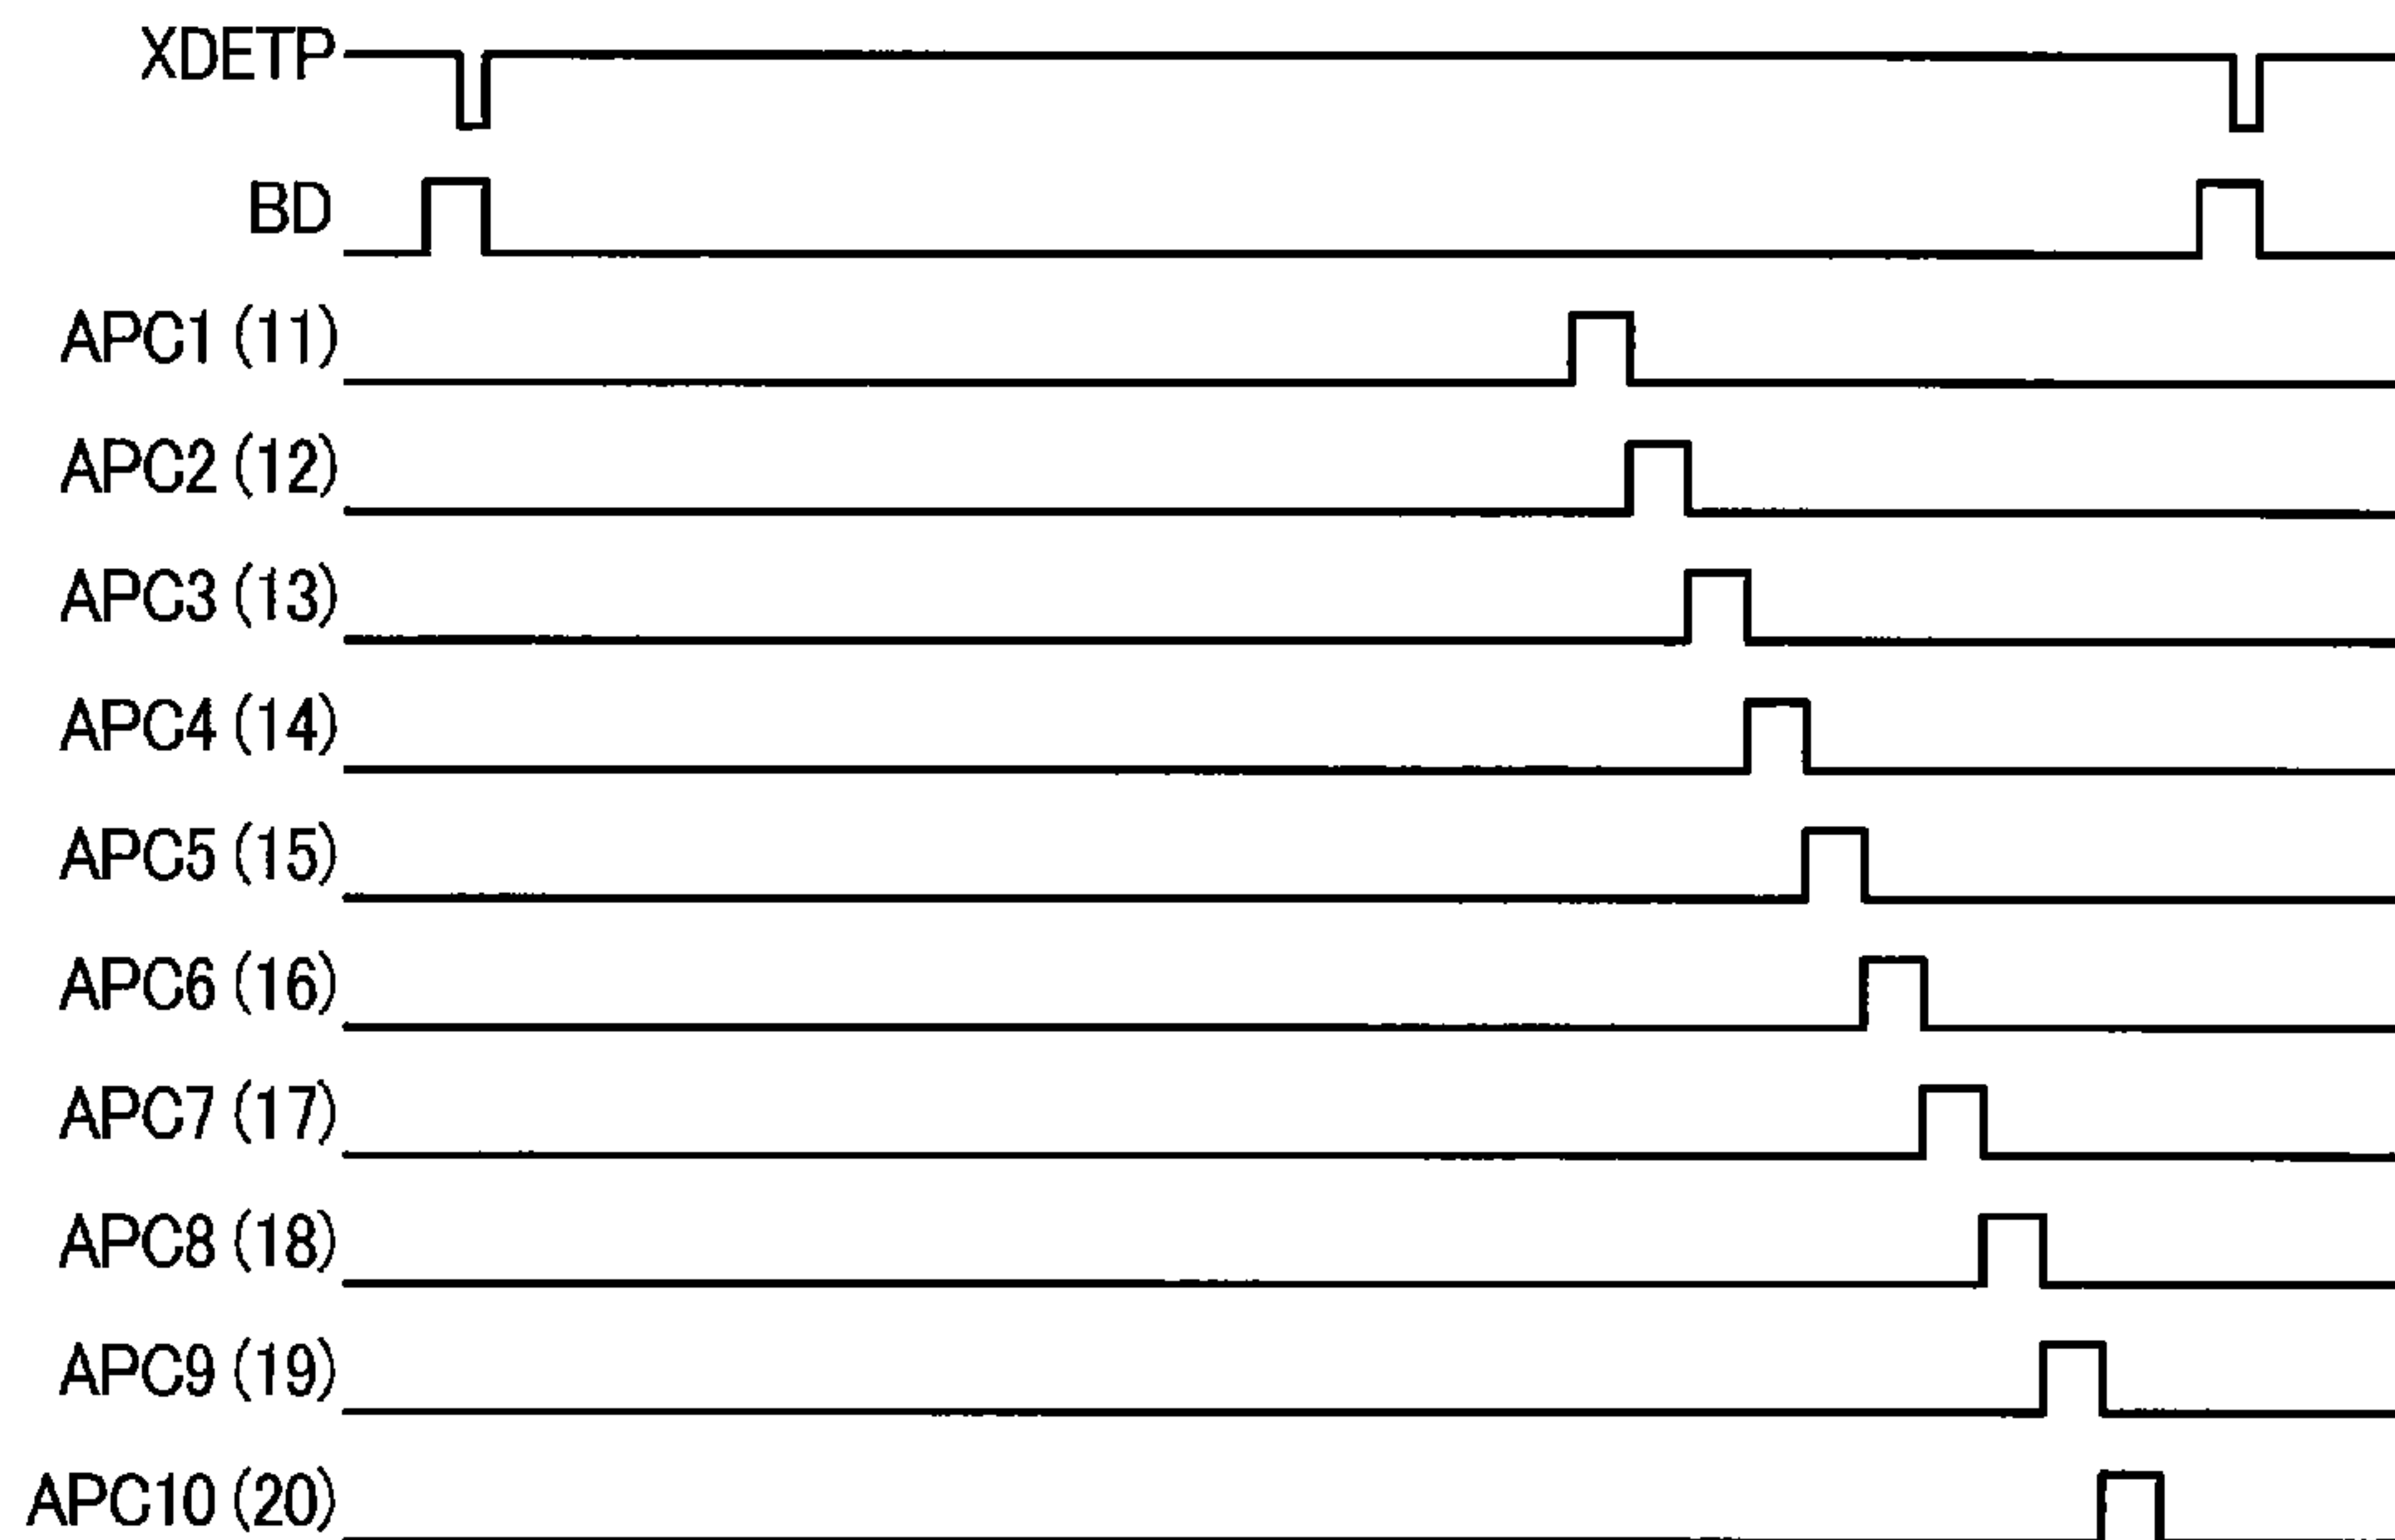 XDETP
BD
APC1 (11)
APC2 (12)
APC3 (13)
APC4 (14)
APC5 (15)
APC6 (16)
APC7 (17)
APC8 (18)
APC9 (19)
APC10 (20)